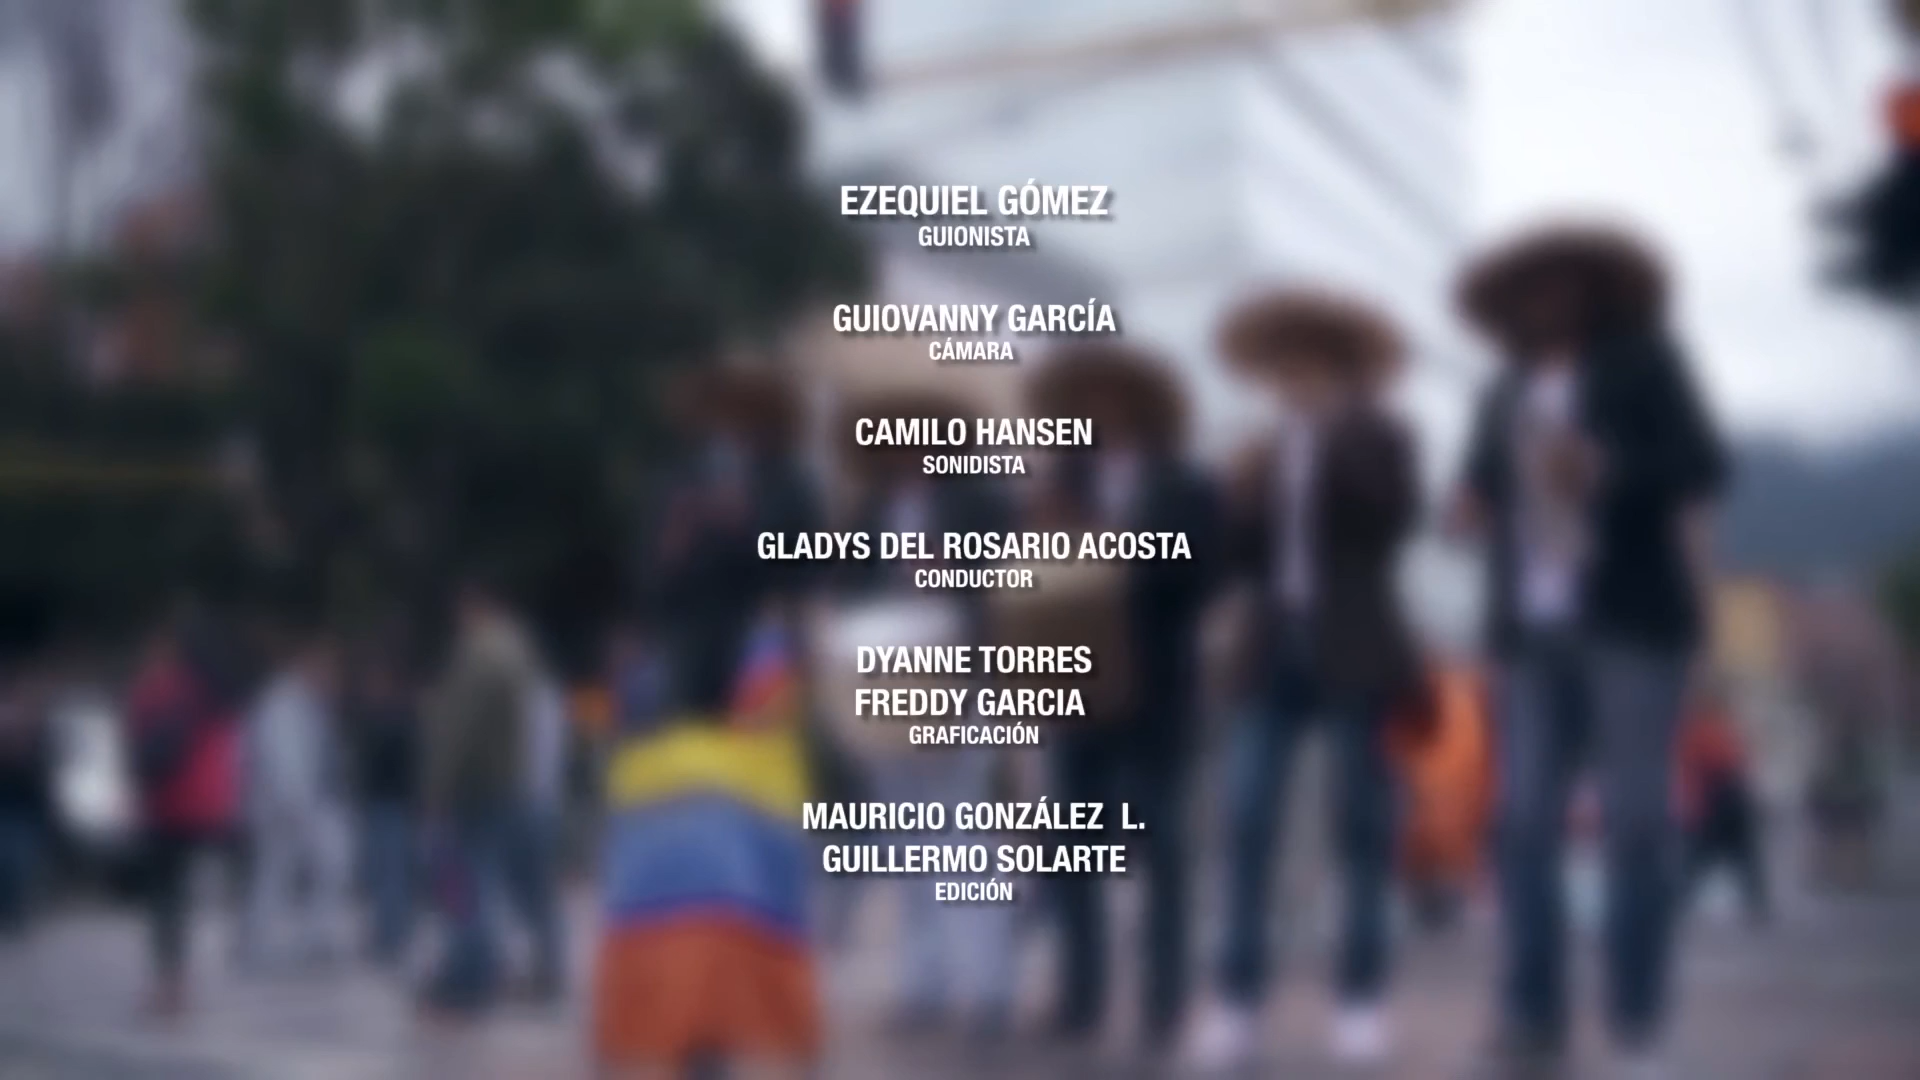 EZEQUIEL GÓMEZ
GUIONISTA
GUIOVANNY GARCÍA
CÁMARA
CAMILO HANSEN
SONIDISTA
GLADYS DEL ROSARIO ACOSTA
CONDUCTOR
DYANNE TORRES
FREDDY GARCIA
GRAFICACIÓN
MAURICIO GONZÁLEZ  L.
GUILLERMO SOLARTE
EDICIÓN